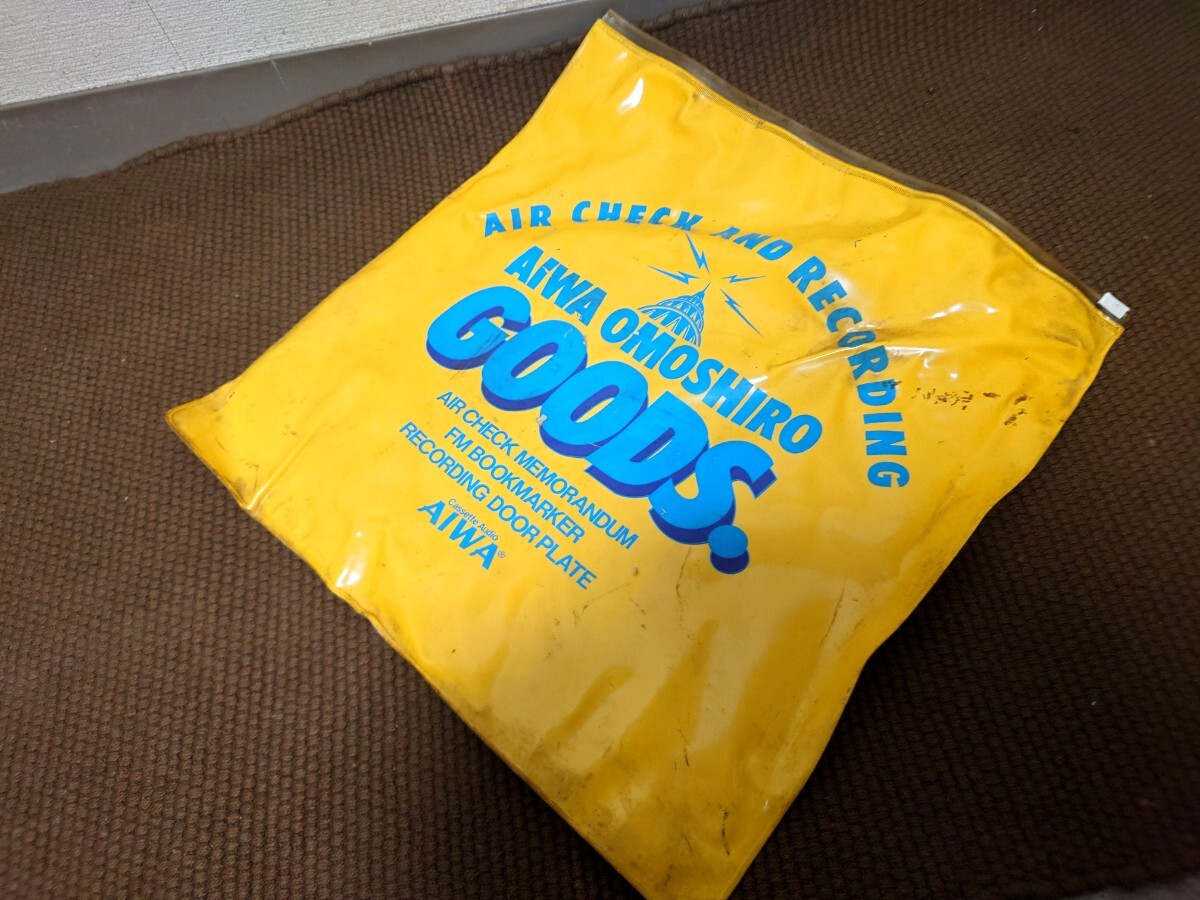 AIR CHECK AND RECORDING
AiWA OMOSHIRO
GOODS.
AIR CHECK MEMORANDUM
FM BOOKMARKER
RECORDING DOOR PLATE
Cassette Audio
AIWA®